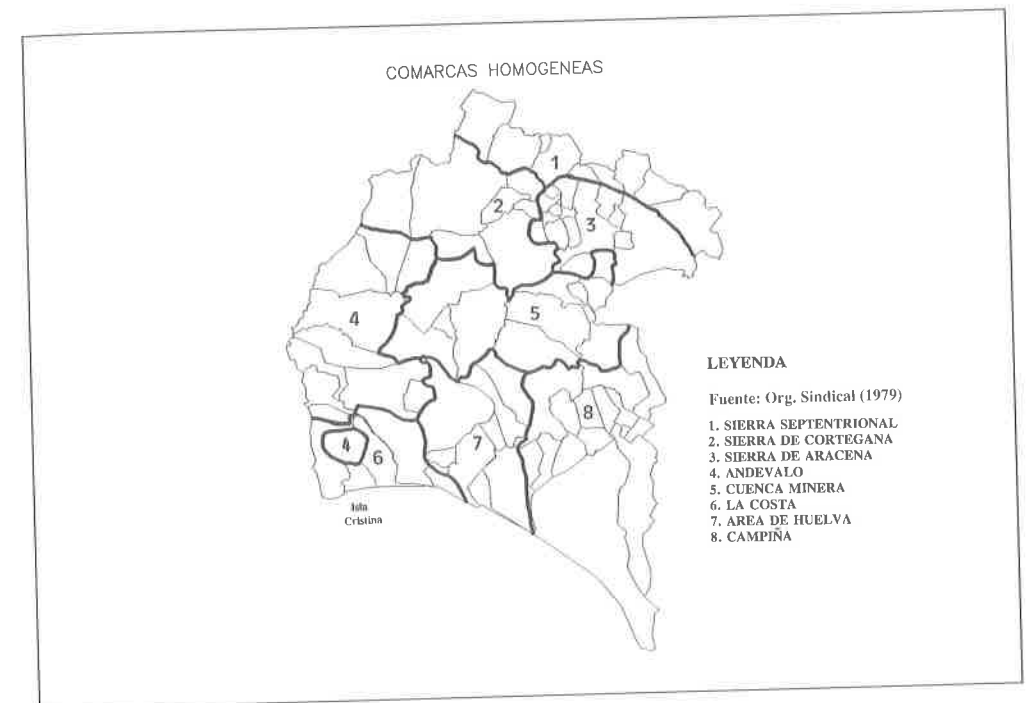 COMARCAS HOMOGENEAS
1
2
3
4
5
LEYENDA
Fuente: Org. Sindical (1979)
1. SIERRA SEPTENTRIONAL
2. SIERRA DE CORTEGANA
3. SIERRA DE ARACENA
4. ANDEVALO
5. CUENCA MINERA
6. LA COSTA
7. AREA DE HUELVA
8. CAMPIÑA
8
7
4
6
Isla
Cristina